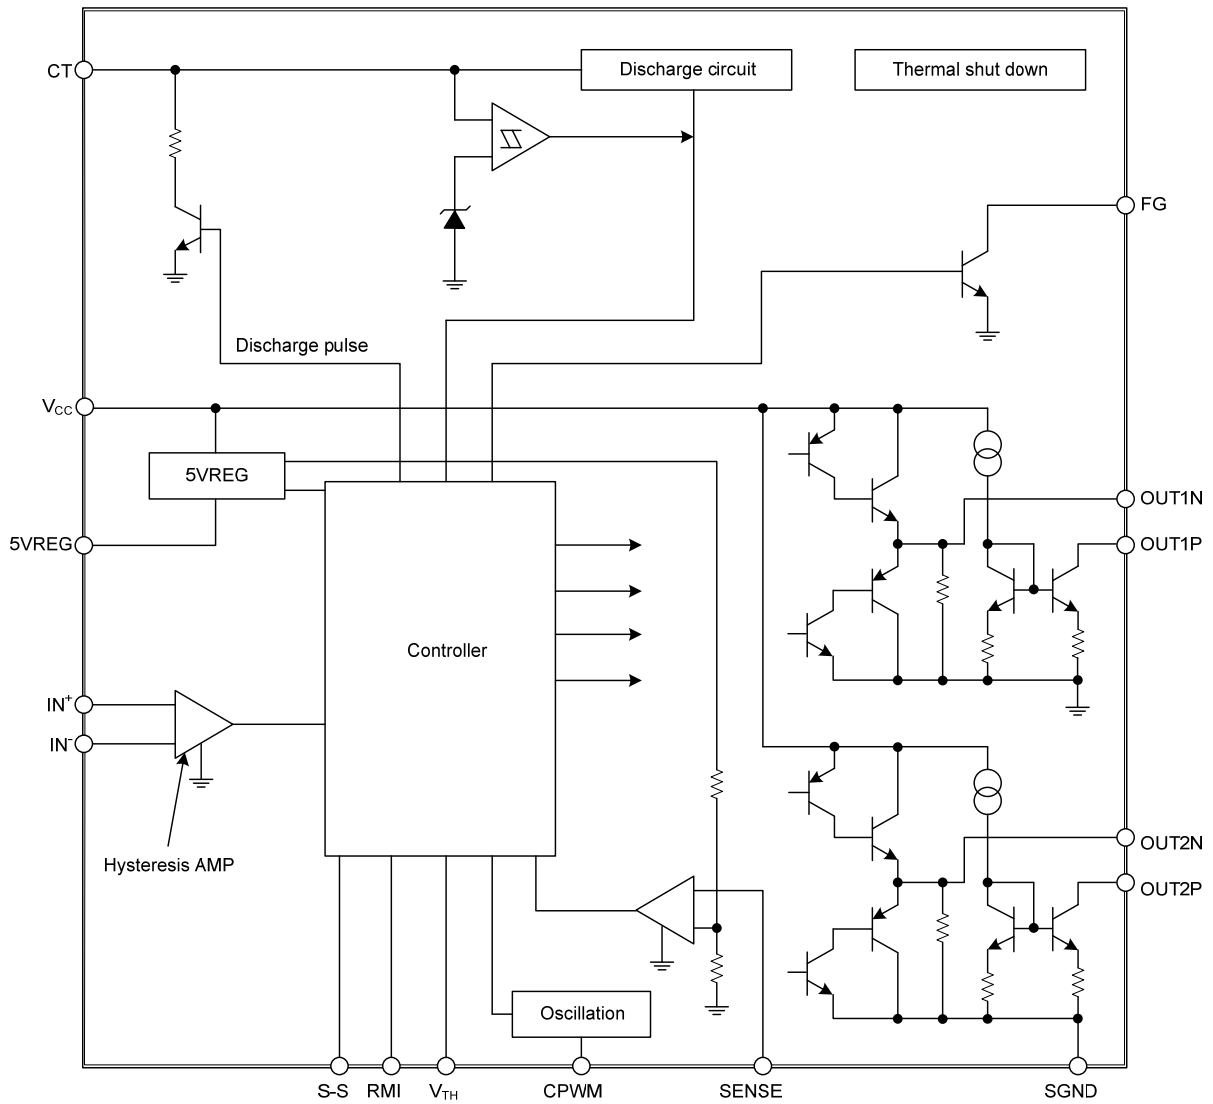 CT
Discharge circuit
Thermal shut down
FG
Discharge pulse
VCC
5VREG
OUT1N
5VREG
OUT1P
Controller
IN+
IN-
Hysteresis AMP
OUT2N
OUT2P
Oscillation
S-S
RMI
VTH
CPWM
SENSE
SGND